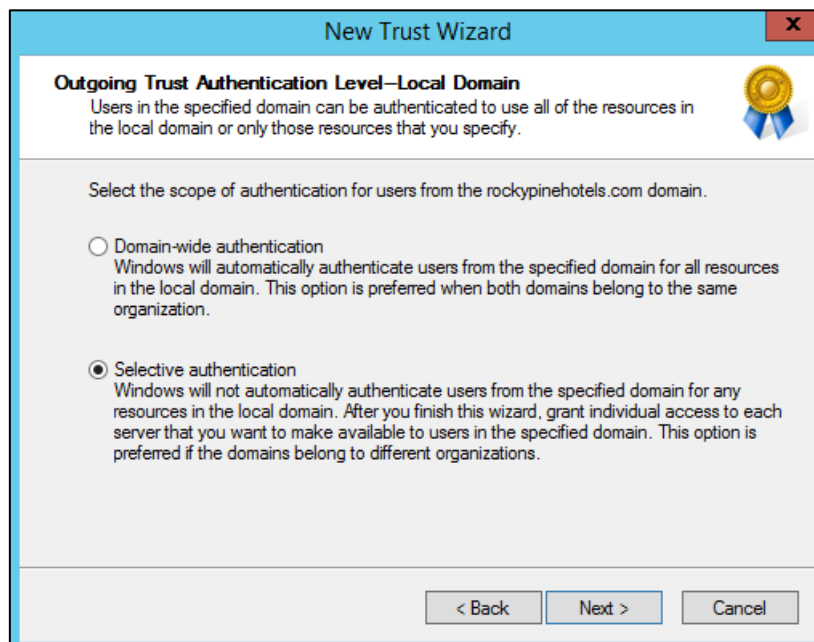 New Trust Wizard
x
Outgoing Trust Authentication Level–Local Domain
Users in the specified domain can be authenticated to use all of the resources in
the local domain or only those resources that you specify.
Select the scope of authentication for users from the rockypinehotels.com domain.
Domain-wide authentication
Windows will automatically authenticate users from the specified domain for all resources
in the local domain. This option is preferred when both domains belong to the same
organization.
Selective authentication
Windows will not automatically authenticate users from the specified domain for any
resources in the local domain. After you finish this wizard, grant individual access to each
server that you want to make available to users in the specified domain. This option is
preferred if the domains belong to different organizations.
< Back Next > Cancel